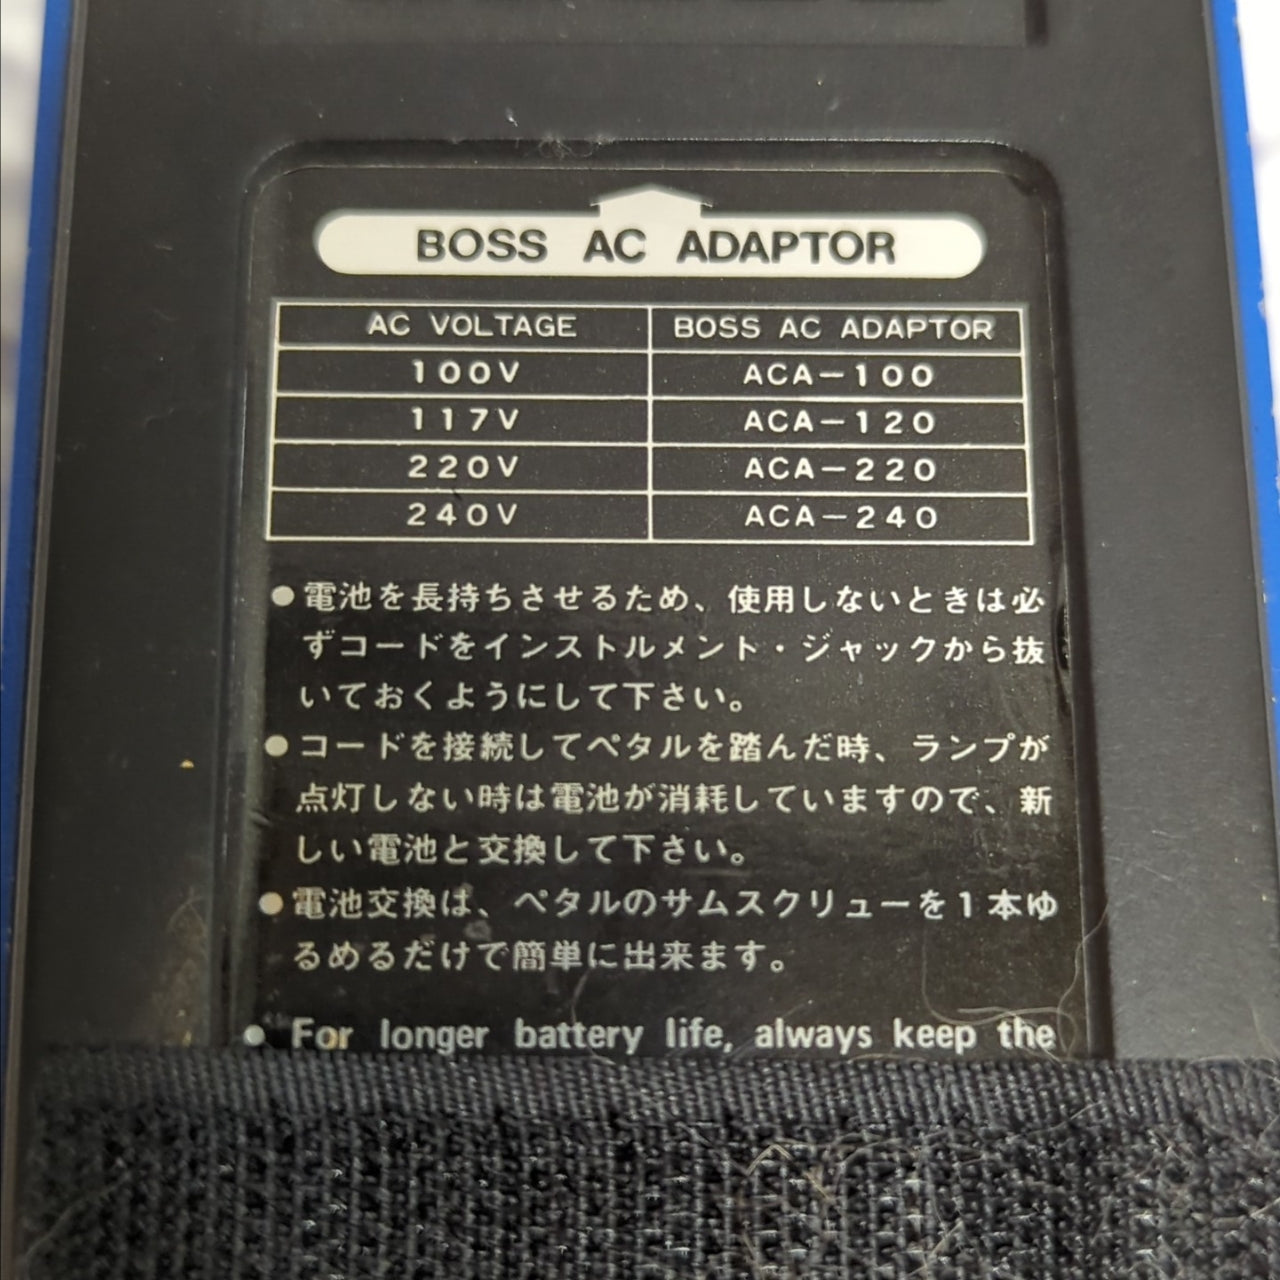 BOSS AC ADAPTOR
AC VOLTAGE BOSS AC ADAPTOR
100V ACA-100
117V ACA-120
220V ACA-220
240V ACA-240
●電池を長持ちさせるため、使用しないときは必
ずコードをインストルメント・ジャックから抜
いておくようにして下さい。
●コードを接続してペタルを踏んだ時、ランプが
点灯しない時は電池が消耗していますので、新
しい電池と交換して下さい。
●電池交換は、ペタルのサムスクリューを1本ゆ
るめるだけで簡単に出来ます。
● For longer battery life, always keep the